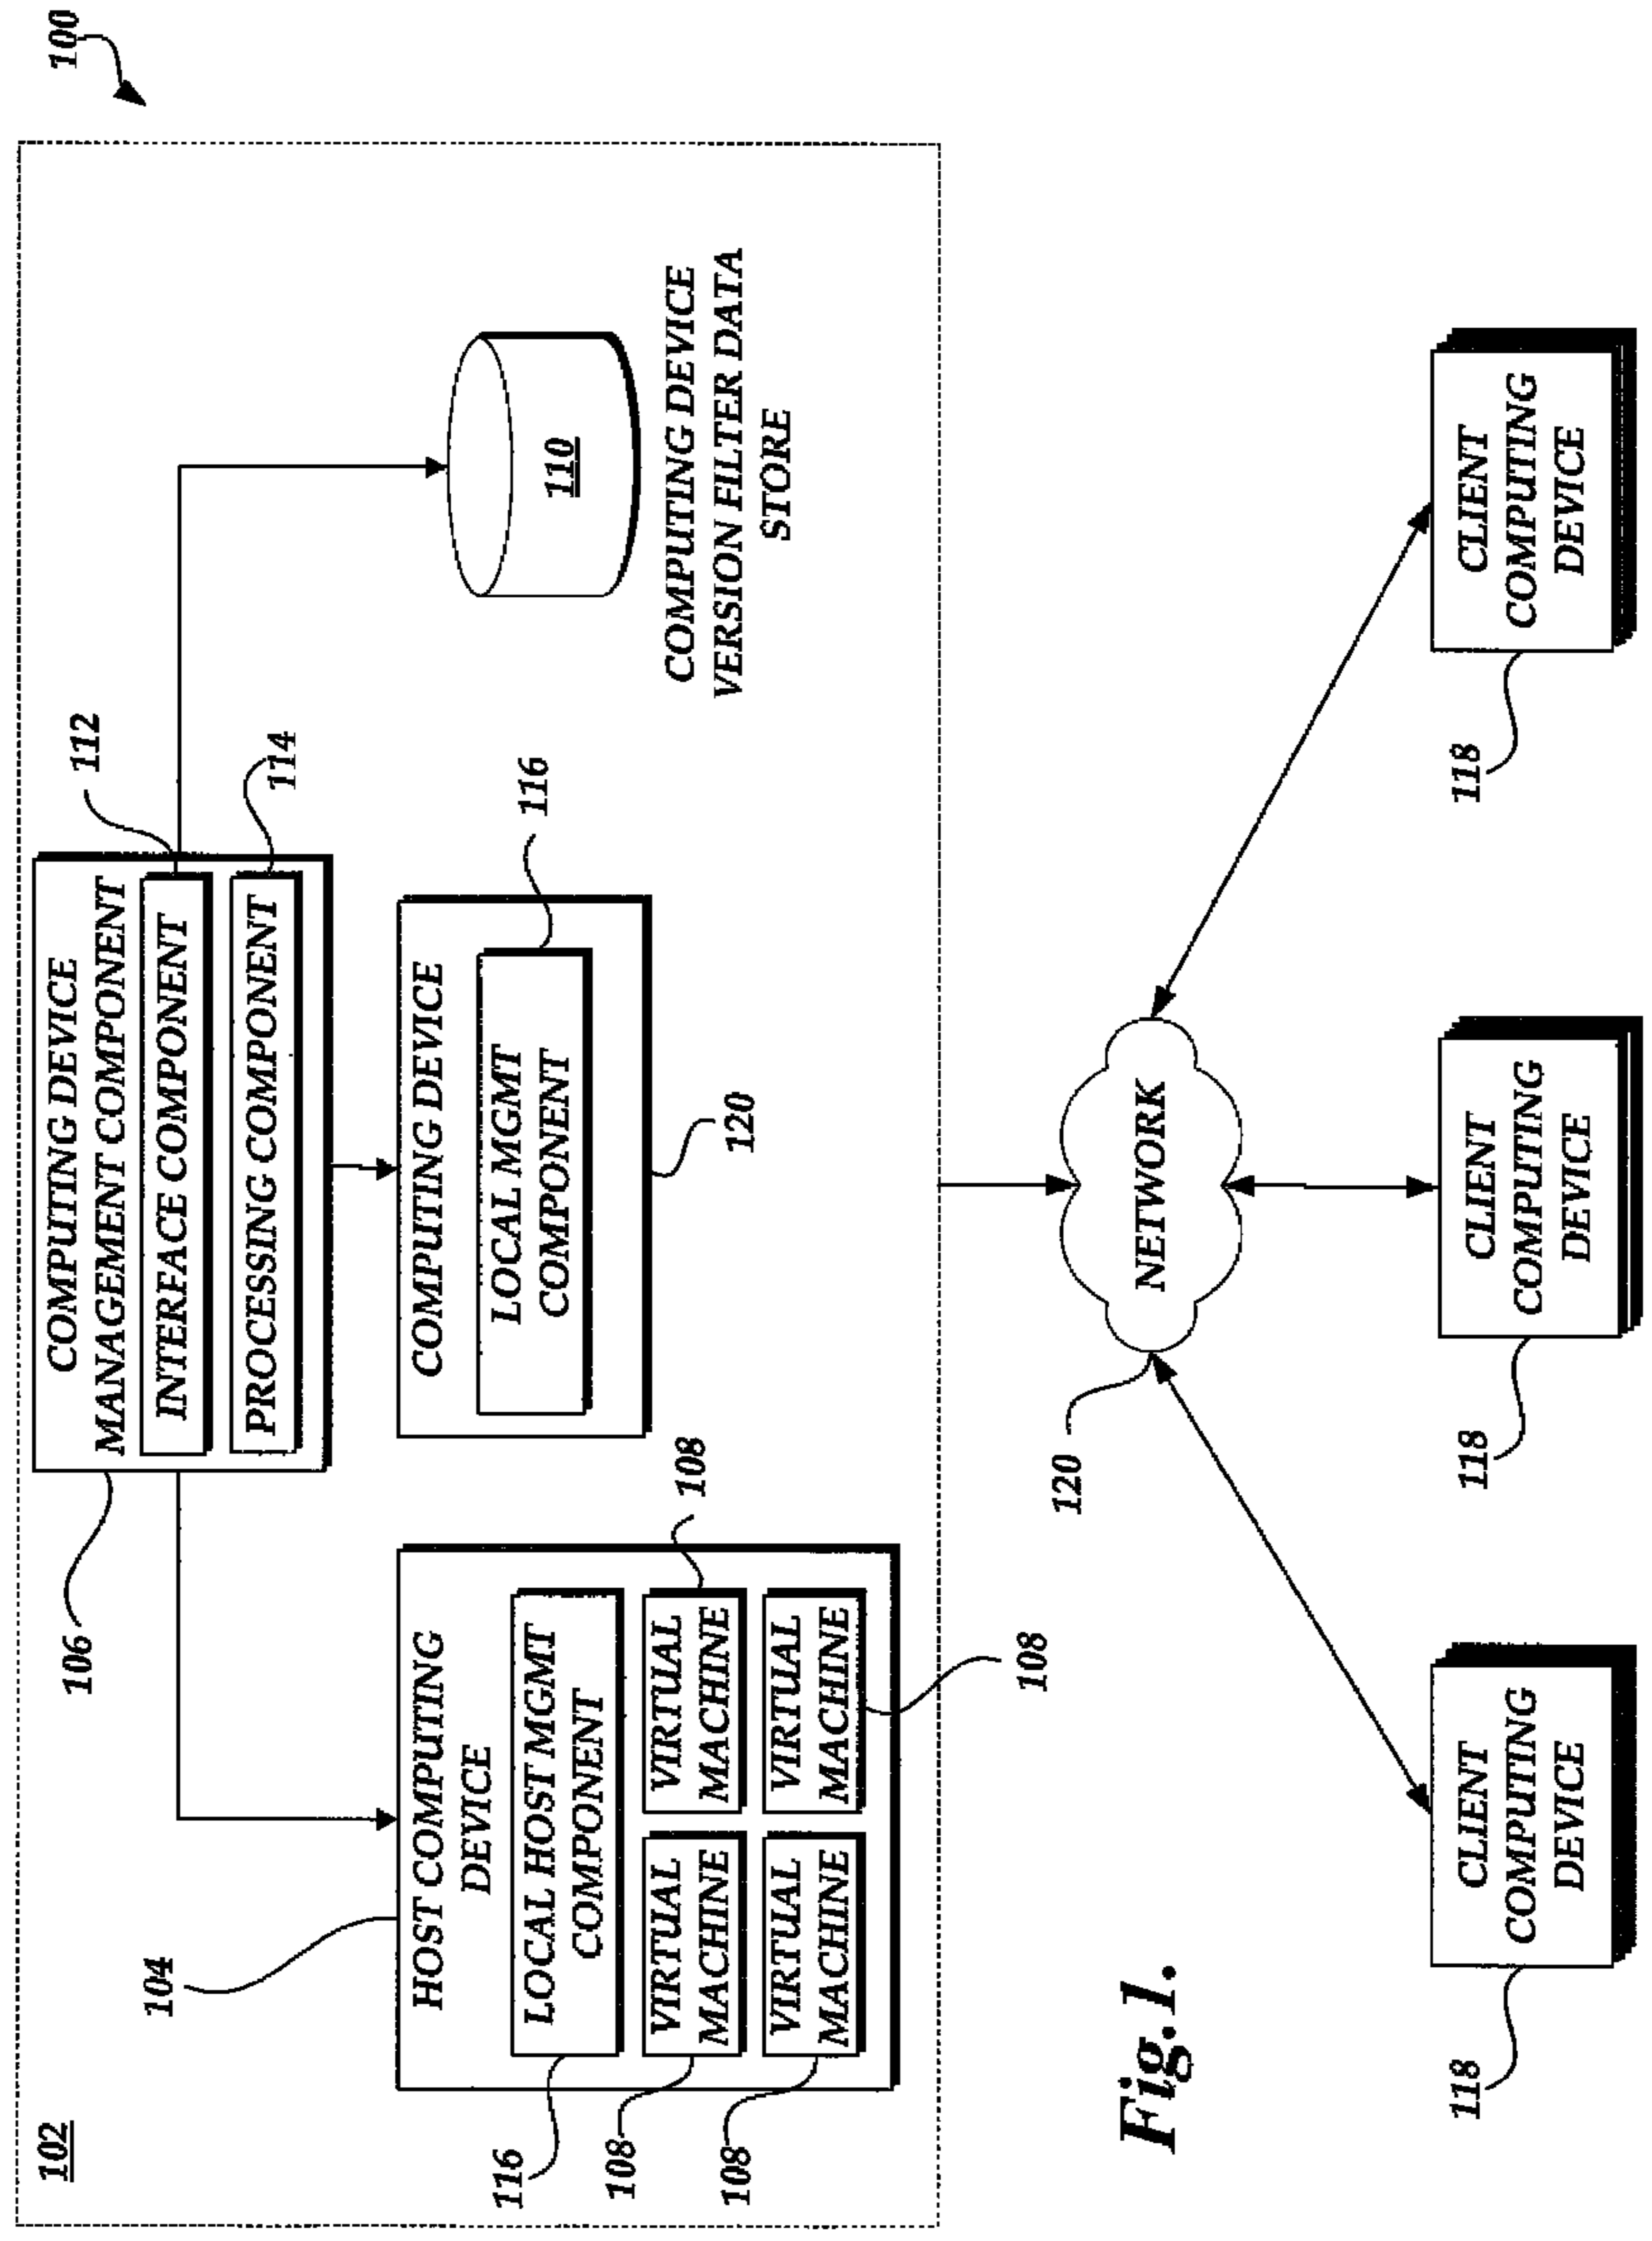 100
102
106
COMPUTING DEVICE
MANAGEMENT COMPONENT
INTERFACE COMPONENT
PROCESSING COMPONENT
112
114
104
HOST COMPUTING
DEVICE
LOCAL HOST MGMT
COMPONENT
116
VIRTUAL
MACHINE
VIRTUAL
MACHINE
VIRTUAL
MACHINE
VIRTUAL
MACHINE
108
108
108
108
COMPUTING DEVICE
LOCAL MGMT
COMPONENT
116
120
110
COMPUTING DEVICE
VERSION FILTER DATA
STORE
NETWORK
120
CLIENT
COMPUTING
DEVICE
118
CLIENT
COMPUTING
DEVICE
118
CLIENT
COMPUTING
DEVICE
118
Fig.1.